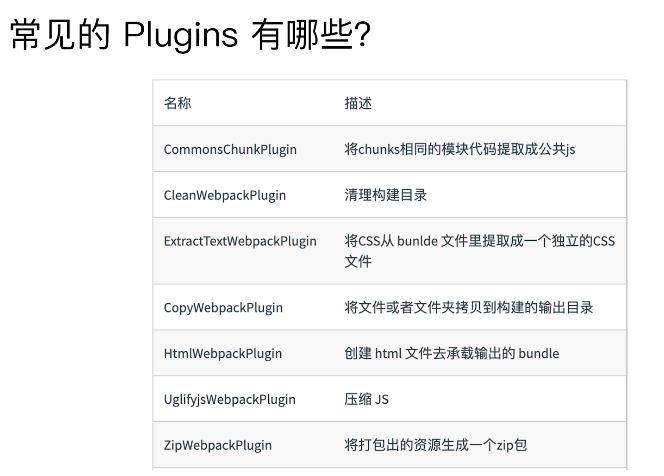 常见的 Plugins 有哪些?
名称 描述
CommonsChunkPlugin 将chunks相同的模块代码提取成公共js
CleanWebpackPlugin 清理构建目录
ExtractTextWebpackPlugin 将CSS从 bunlde 文件里提取成一个独立的CSS
文件
CopyWebpackPlugin 将文件或者文件夹拷贝到构建的输出目录
HtmlWebpackPlugin 创建 html 文件去承载输出的 bundle
UglifyjsWebpackPlugin 压缩 JS
ZipWebpackPlugin 将打包出的资源生成一个zip包